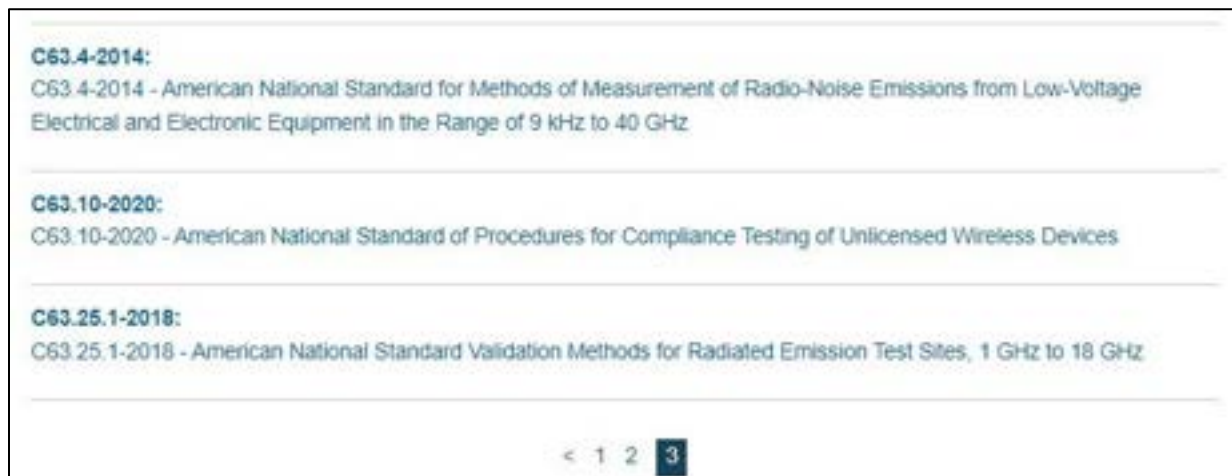 C63.4-2014:
C63.4-2014 - American National Standard for Methods of Measurement of Radio-Noise Emissions from Low-Voltage
Electrical and Electronic Equipment in the Range of 9 kHz to 40 GHz
C63.10-2020:
C63.10-2020 - American National Standard of Procedures for Compliance Testing of Unlicensed Wireless Devices
C63.25.1-2018:
C63.25.1-2018 - American National Standard Validation Methods for Radiated Emission Test Sites, 1 GHz to 18 GHz
< 1 2 3